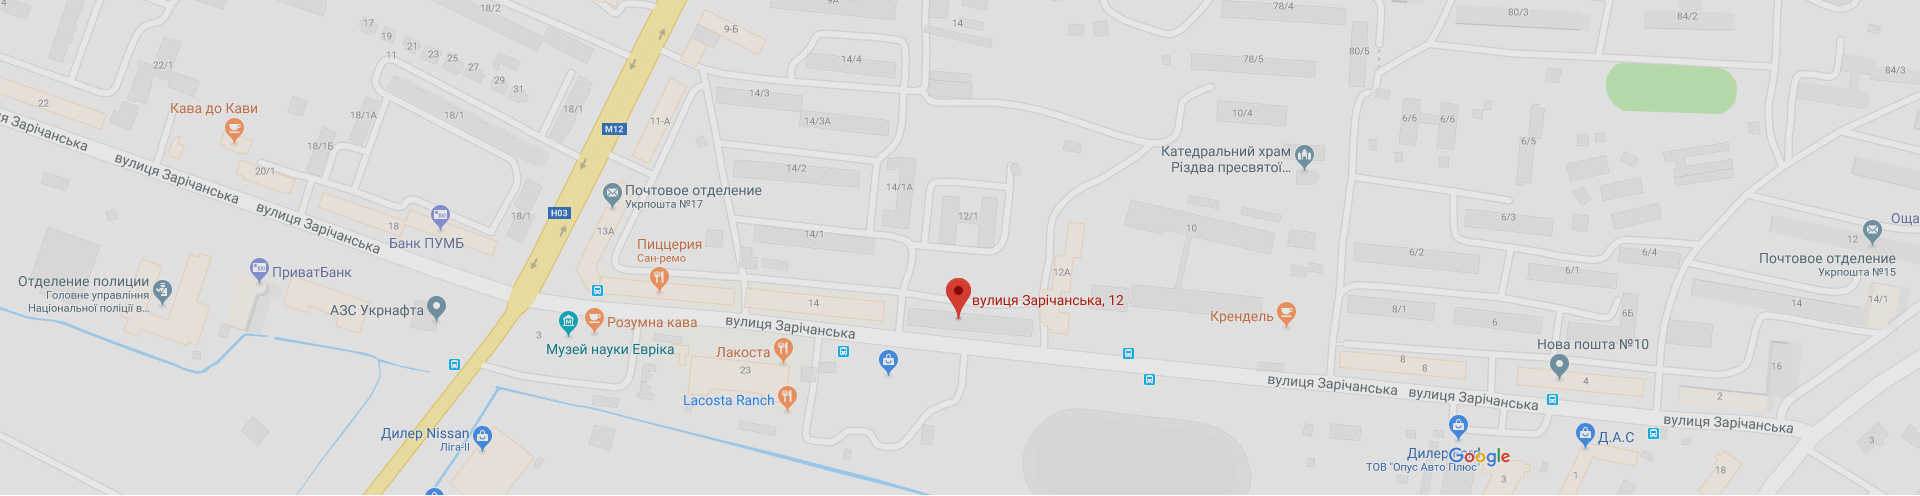 17
19
11
21
23
25
27
29
31
22/1
22
18/1
18/1
18/1Б
20/1
18/1
18
Кава до Кави
ця Зарічанська
вулиця Зарічанська
вулиця Зарічанська
Банк ПУМБ
ПриватБанк
Отделение полиции
Головне управління
Національної поліції в...
АЗС Укрнафта
M12
H03
9-Б
11-А
13А
Почтовое отделение
Укрпошта №17
Пиццерия
Сан-ремо
14
14/4
14/3
14/3А
14/2
14/1А
14/1
12/1
14
3
Розумна кава
Музей науки Евріка
вулиця Зарічанська
Лакоста
23
Lacosta Ranch
Дилер Nissan
Ліга-ІІ
вулиця Зарічанська, 12
12А
10
78/4
78/5
80/3
84/2
80/5
84/3
10/4
6/6
6/6
6/5
Катедральний храм
Різдва пресвятої...
6/3
6/2
6/4
6/1
12
Оща
Почтовое отделение
Укрпошта №15
14/1
8/1
6
6Б
Крендель
Нова пошта №10
8
8
4
16
2
вулиця Зарічанська
вулиця Зарічанська
вулиця Зарічанська
Д.А.С
Дилер Ford
ТОВ "Опус Авто Плюс"
Google
3
1
3